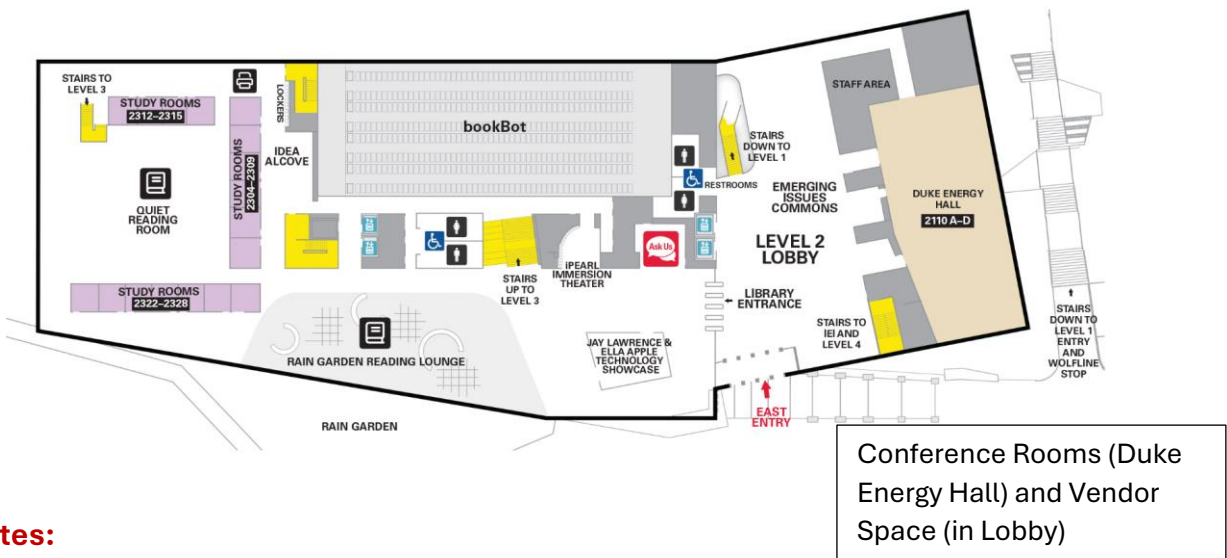 STAIRS TO
LEVEL 3
STUDY ROOMS
2312–2315
STUDY ROOMS
2304–2309
LOCKERS
IDEA
ALCOVE
bookBot
QUIET
READING
ROOM
STUDY ROOMS
2322–2328
STAIRS
UP TO
LEVEL 3
iPEARL
IMMERSION
THEATER
Ask Us
RESTROOMS
STAIRS
DOWN TO
LEVEL 1
STAFF AREA
EMERGING
ISSUES
COMMONS
DUKE ENERGY
HALL
2110 A–D
LEVEL 2
LOBBY
LIBRARY
ENTRANCE
STAIRS TO
IEI AND
LEVEL 4
STAIRS
DOWN TO
LEVEL 1
ENTRY
AND
WOLFLINE
STOP
RAIN GARDEN READING LOUNGE
JAY LAWRENCE &
ELLA APPLE
TECHNOLOGY
SHOWCASE
EAST
ENTRY
RAIN GARDEN
Conference Rooms (Duke
Energy Hall) and Vendor
Space (in Lobby)
tes: